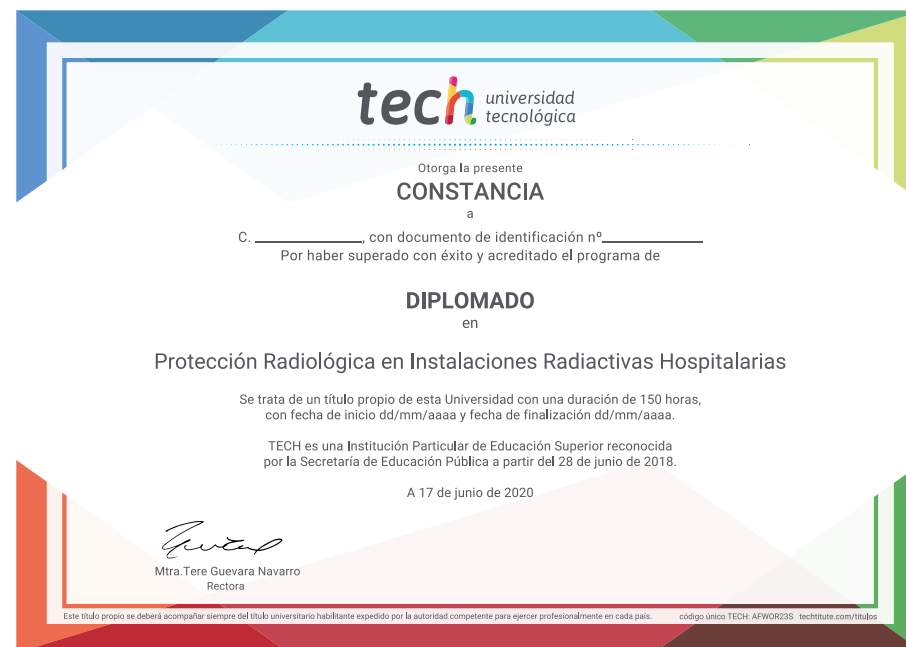 tech universidad
tecnológica
Otorga la presente
CONSTANCIA
a
C. ____________, con documento de identificación nº____________
Por haber superado con éxito y acreditado el programa de
DIPLOMADO
en
Protección Radiológica en Instalaciones Radiactivas Hospitalarias
Se trata de un título propio de esta Universidad con una duración de 150 horas,
con fecha de inicio dd/mm/aaaa y fecha de finalización dd/mm/aaaa.
TECH es una Institución Particular de Educación Superior reconocida
por la Secretaría de Educación Pública a partir del 28 de junio de 2018.
A 17 de junio de 2020
Mtra.Tere Guevara Navarro
Rectora
Este título propio se deberá acompañar siempre del título universitario habilitante expedido por la autoridad competente para ejercer profesionalmente en cada país. código único TECH: AFWOR23S techtitute.com/titulos